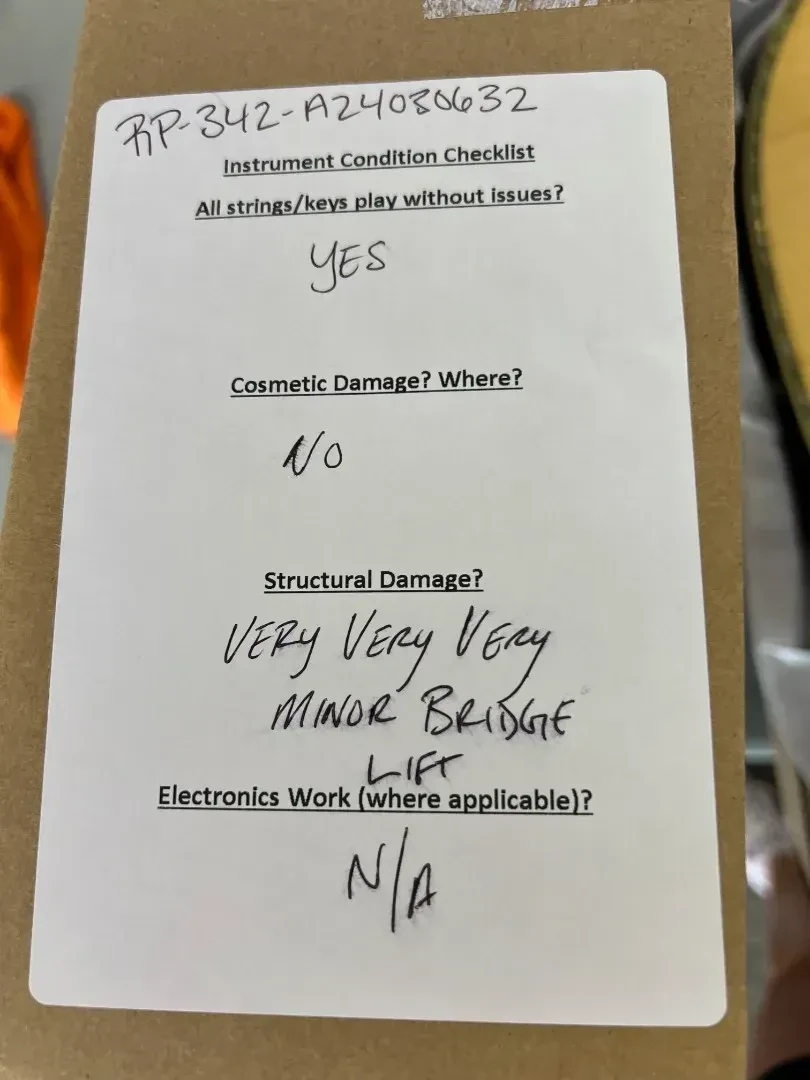 RP-342-A24080632
Instrument Condition Checklist
All strings/keys play without issues?
YES
Cosmetic Damage? Where?
NO
Structural Damage?
VERY VERY VERY
MINOR BRIDGE
LIFT
Electronics Work (where applicable)?
N/A